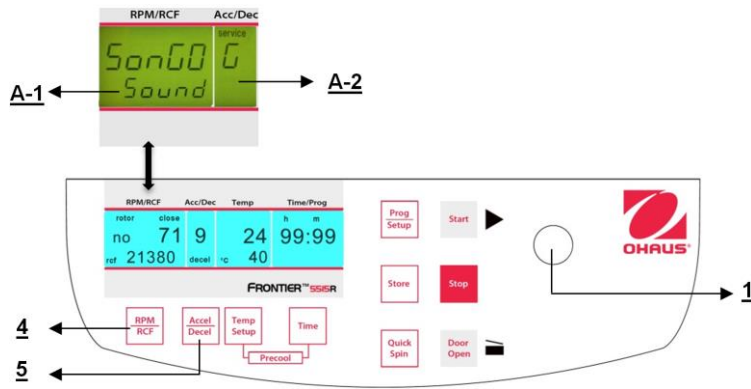 RPM/RCF Acc/Dec
service
SonG0 G
Sound
A-1
A-2
RPM/RCF Acc/Dec Temp Time/Prog
rotor close h m
no 71 9 24 99:99
rcf 21380 decel °C 40
FRONTIER™ 5515R
RPM
RCF
Accel
Decel
Temp
Setup
Time
Precool
Prog
Setup
Start
Store
Stop
Quick
Spin
Door
Open
OHAUS®
1
4
5